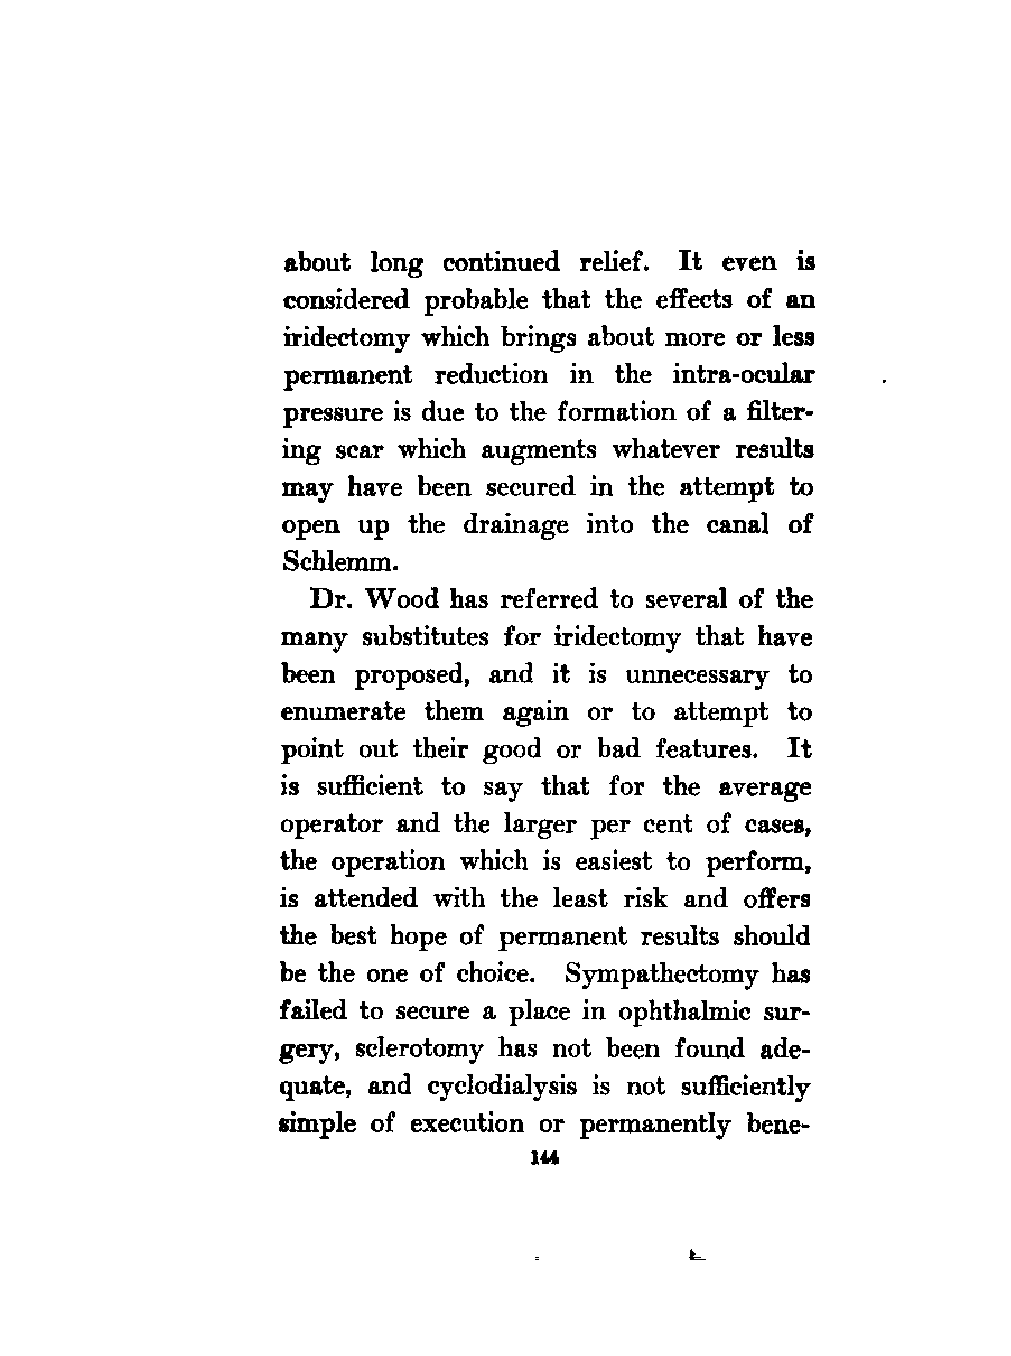 about long continued relief. It even is
considered probable that the effects of an
iridectomy which brings about more or less
permanent reduction in the intra-ocular
pressure is due to the formation of a filter-
ing scar which augments whatever results
may have been secured in the attempt to
open up the drainage into the canal of
Schlemm.
Dr. Wood has referred to several of the
many substitutes for iridectomy that have
been proposed, and it is unnecessary to
enumerate them again or to attempt to
point out their good or bad features. It
is sufficient to say that for the average
operator and the larger per cent of cases,
the operation which is easiest to perform,
is attended with the least risk and offers
the best hope of permanent results should
be the one of choice. Sympathectomy has
failed to secure a place in ophthalmic sur-
gery, sclerotomy has not been found ade-
quate, and cyclodialysis is not sufficiently
simple of execution or permanently bene-
144